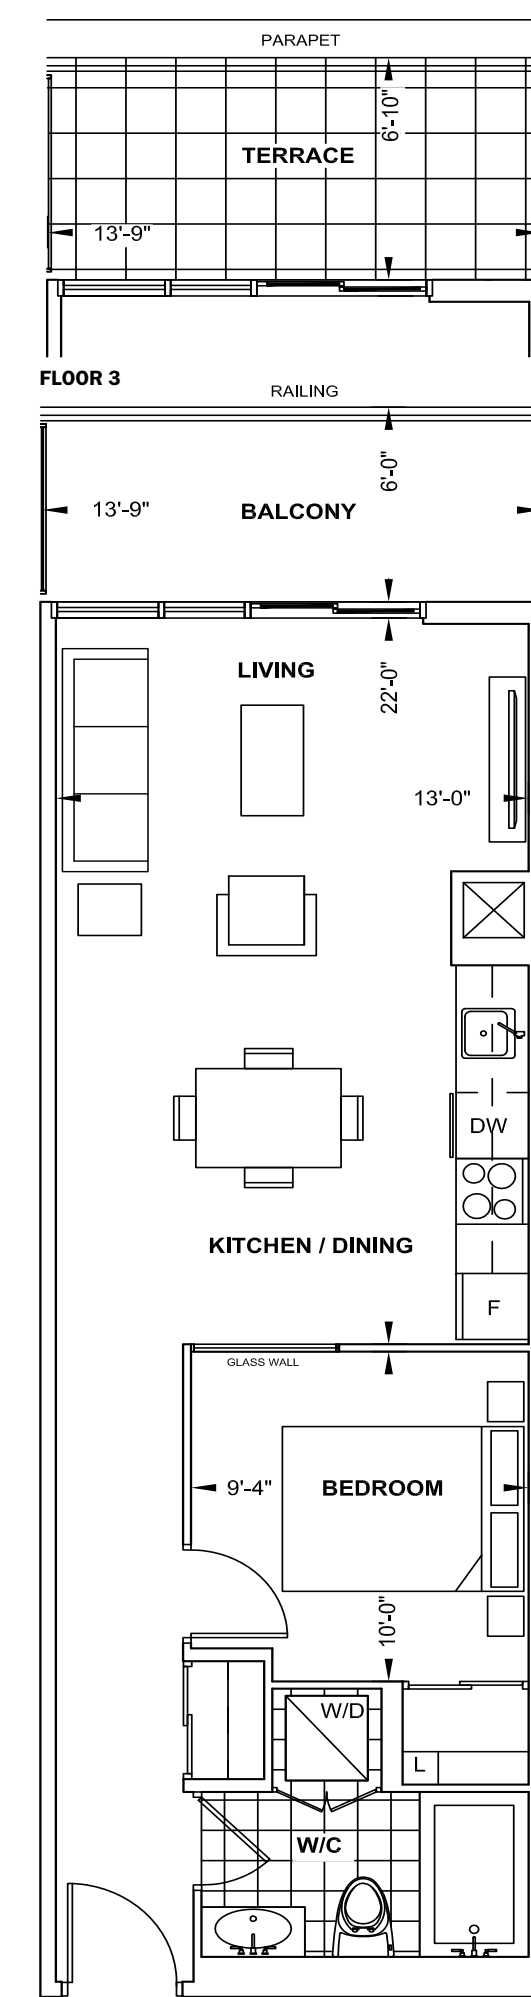 PARAPET
6'-10"
TERRACE
13'-9"
FLOOR 3
RAILING
6'-0"
13'-9"
BALCONY
LIVING
22'-0"
13'-0"
DW
KITCHEN / DINING
F
GLASS WALL
9'-4"
BEDROOM
10'-0"
W/D
L
W/C